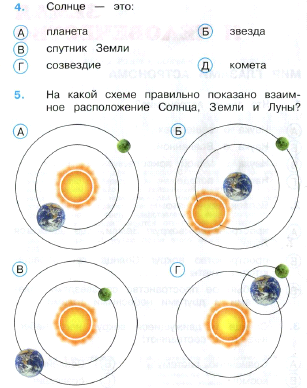 4. Солнце — это:
А планета Б звезда
В спутник Земли
Г созвездие Д комета
5. На какой схеме правильно показано взаим-
ное расположение Солнца, Земли и Луны?
А Б
В Г